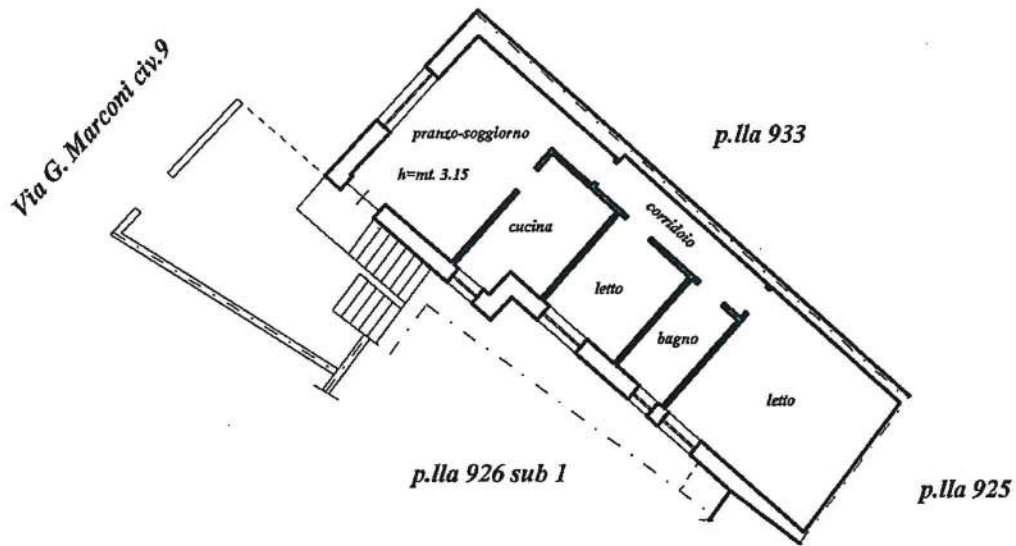 Via G. Marconi civ.9
p.lla 933
pranzo-soggiorno
h=mt. 3.15
corridoio
cucina
letto
bagno
letto
p.lla 926 sub 1
p.lla 925